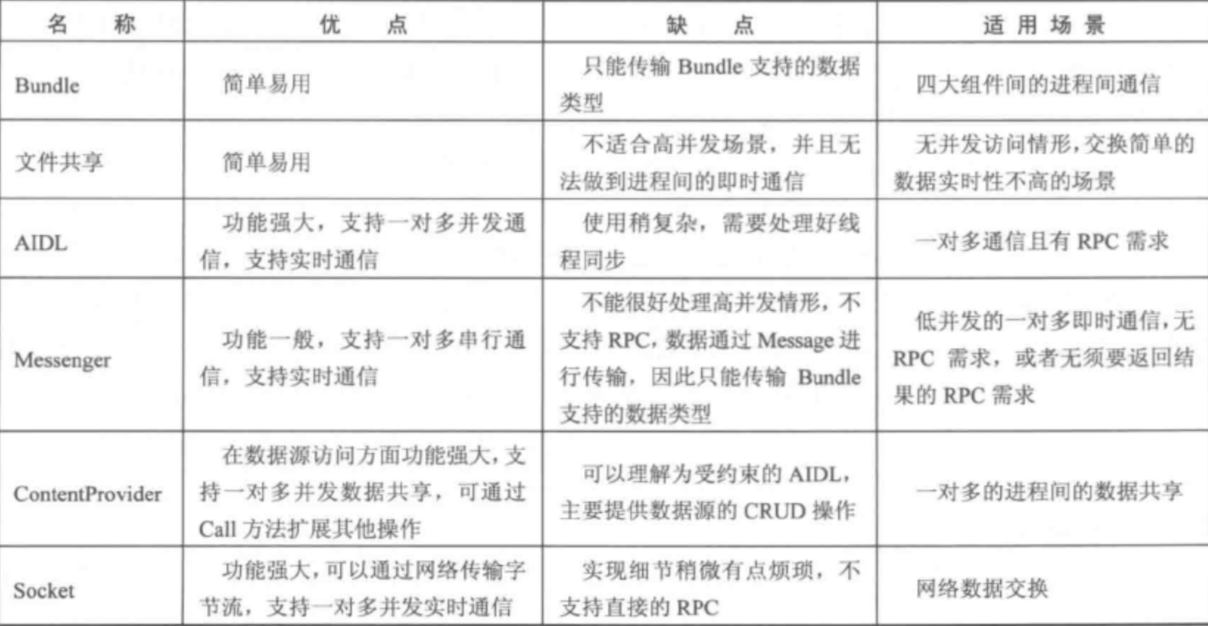 名 称 优 点 缺 点 适 用 场 景
Bundle
简单易用
只能传输 Bundle 支持的数据
类型
四大组件间的进程间通信
文件共享
简单易用
不适合高并发场景，并且无
法做到进程间的即时通信
无并发访问情形，交换简单的
数据实时性不高的场景
AIDL
功能强大，支持一对多并发通
信，支持实时通信
使用稍复杂，需要处理好线
程同步
一对多通信且有 RPC 需求
Messenger
功能一般，支持一对多串行通
信，支持实时通信
不能很好处理高并发情形，不
支持 RPC，数据通过 Message 进
行传输，因此只能传输 Bundle
支持的数据类型
低并发的一对多即时通信，无
RPC 需求，或者无须要返回结
果的 RPC 需求
ContentProvider
在数据源访问方面功能强大，支
持一对多并发数据共享，可通过
Call 方法扩展其他操作
可以理解为受约束的 AIDL，
主要提供数据源的 CRUD 操作
一对多的进程间的数据共享
Socket
功能强大，可以通过网络传输字
节流，支持一对多并发实时通信
实现细节稍微有点烦琐，不
支持直接的 RPC
网络数据交换